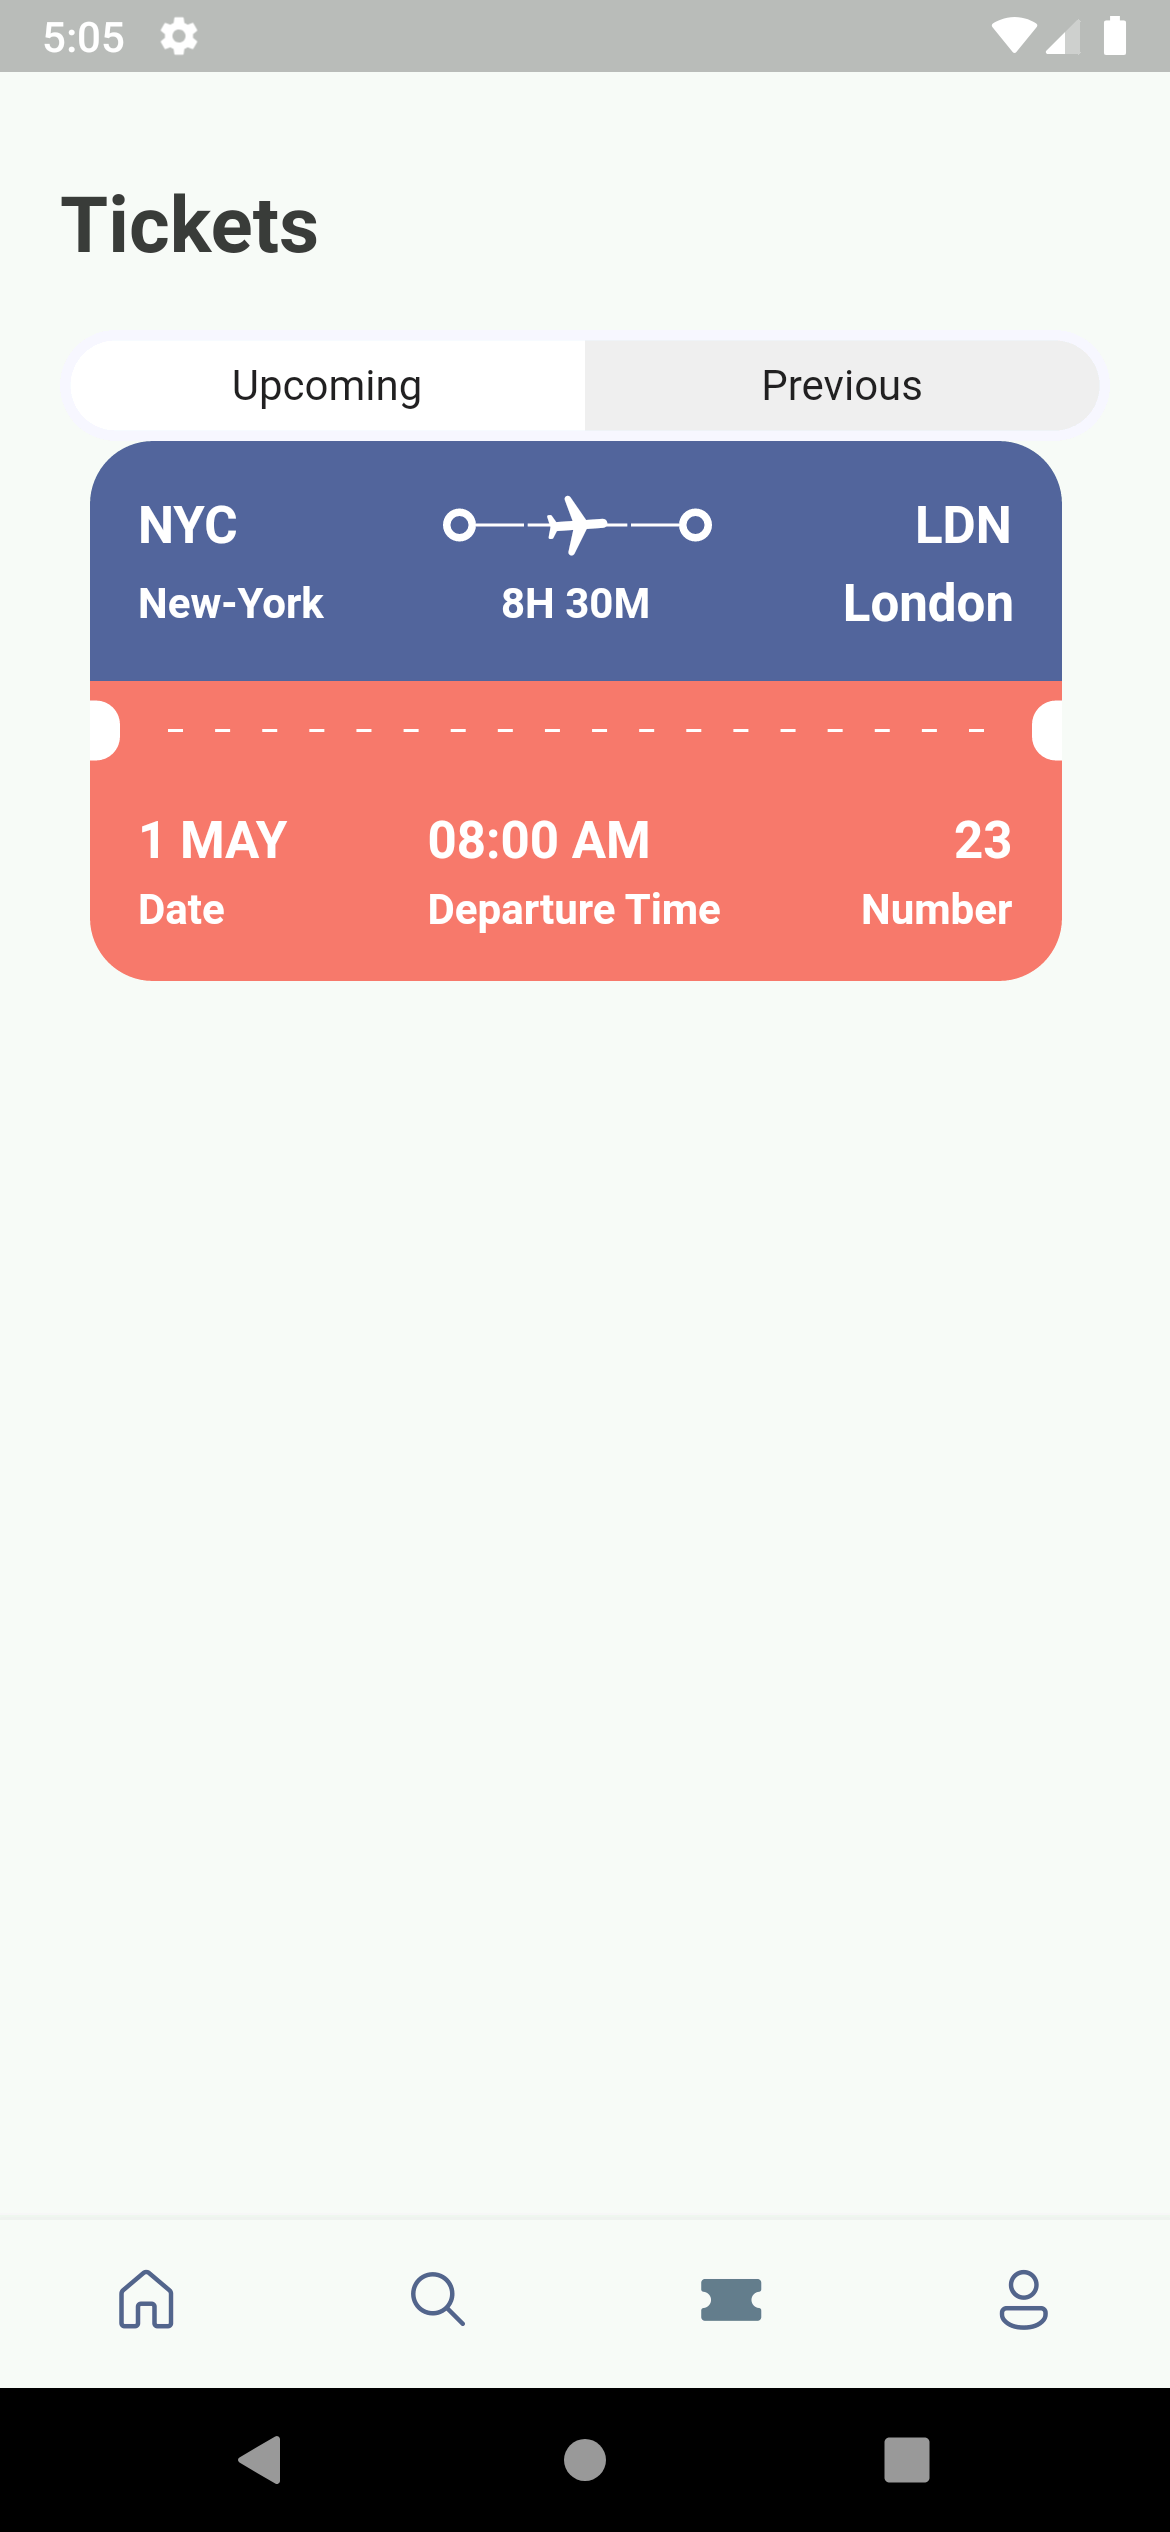 5:05
Tickets
Upcoming Previous
NYC LDN
New-York 8H 30M London
1 MAY 08:00 AM 23
Date Departure Time Number